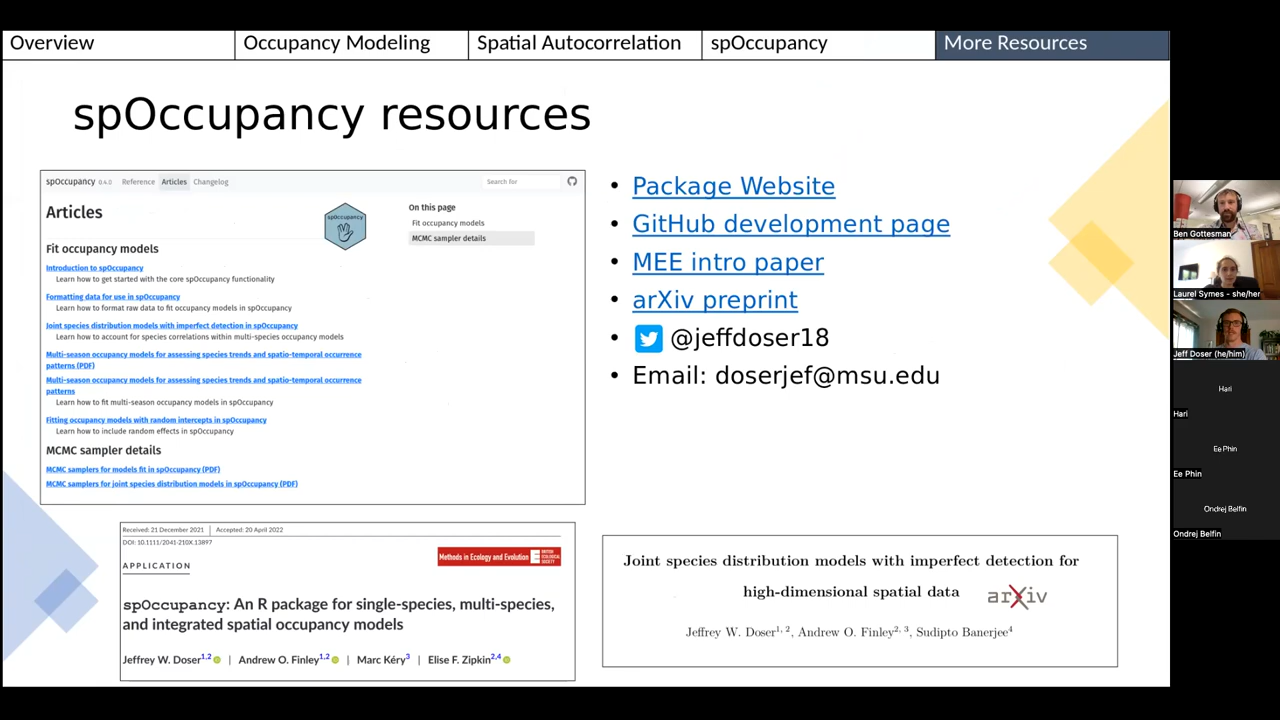 Overview
Occupancy Modeling
Spatial Autocorrelation
spOccupancy
More Resources
spOccupancy resources
spOccupancy 0.4.0 Reference Articles Changelog Search for
Articles
spOccupancy
Fit occupancy models
Introduction to spOccupancy
Learn how to get started with the core spOccupancy functionality
Formatting data for use in spOccupancy
Learn how to format raw data to fit occupancy models in spOccupancy
Joint species distribution models with imperfect detection in spOccupancy
Learn how to account for species correlations within multi-species occupancy models
Multi-season occupancy models for assessing species trends and spatio-temporal occurrence
patterns (PDF)
Multi-season occupancy models for assessing species trends and spatio-temporal occurrence
patterns
Learn how to fit multi-season occupancy models in spOccupancy
Fitting occupancy models with random intercepts in spOccupancy
Learn how to include random effects in spOccupancy
MCMC sampler details
MCMC samplers for models fit in spOccupancy (PDF)
MCMC samplers for joint species distribution models in spOccupancy (PDF)
On this page
Fit occupancy models
MCMC sampler details
• Package Website
• GitHub development page
• MEE intro paper
• arXiv preprint
• @jeffdoser18
• Email: doserjef@msu.edu
Received: 21 December 2021 | Accepted: 20 April 2022
DOI: 10.1111/2041-210X.13897
APPLICATION
Methods in Ecology and Evolution
BRITISH
ECOLOGICAL
SOCIETY
spOccupancy: An R package for single-species, multi-species,
and integrated spatial occupancy models
Jeffrey W. Doser1,2 | Andrew O. Finley1,2 | Marc Kéry3 | Elise F. Zipkin2,4
Joint species distribution models with imperfect detection for
high-dimensional spatial data
arXiv
Jeffrey W. Doser1, 2, Andrew O. Finley2, 3, Sudipto Banerjee4
Ben Gottesman
Laurel Symes - she/her
Jeff Doser (he/him)
Hari
Hari
Ee Phin
Ee Phin
Ondrej Belfin
Ondrej Belfin